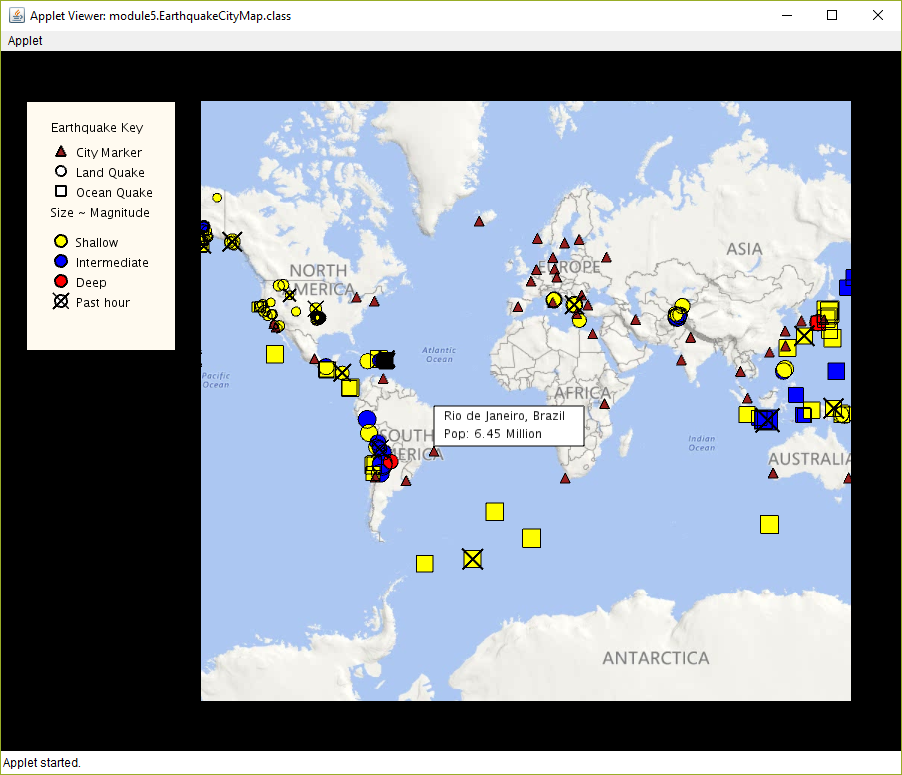 Applet Viewer: module5.EarthquakeCityMap.class
Applet
Earthquake Key
City Marker
Land Quake
Ocean Quake
Size ~ Magnitude
Shallow
Intermediate
Deep
Past hour
NORTH
AMERICA
EUROPE
ASIA
Atlantic
Ocean
Pacific
Ocean
AFRICA
Rio de Janeiro, Brazil
Pop: 6.45 Million
SOUTH
AMERICA
Indian
Ocean
AUSTRALIA
ANTARCTICA
Applet started.